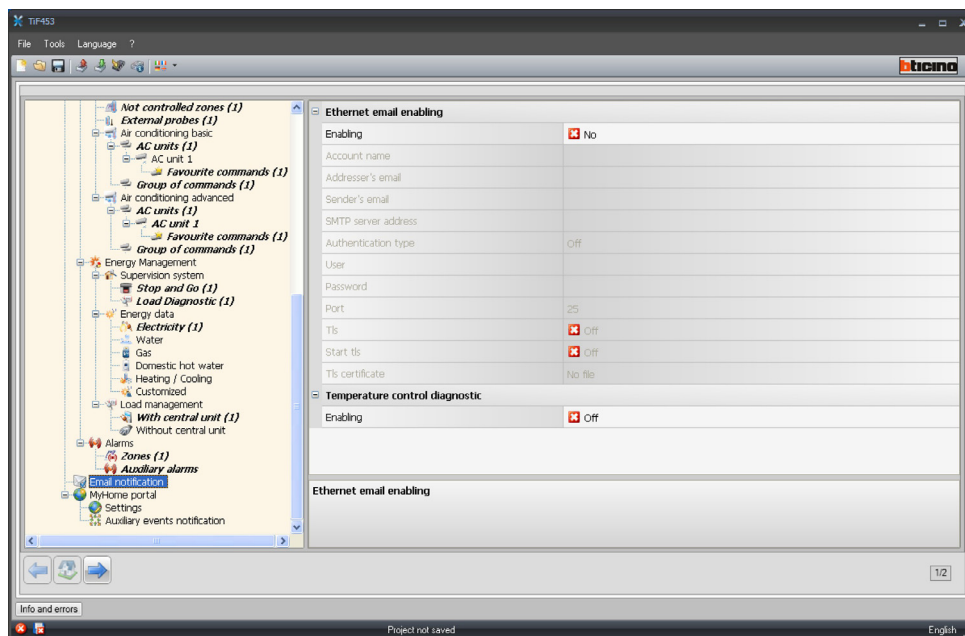 TiF453
File Tools Language ?
bticino
Not controlled zones (1)
External probes (1)
Air conditioning basic
AC units (1)
AC unit 1
Favourite commands (1)
Group of commands (1)
Air conditioning advanced
AC units (1)
AC unit 1
Favourite commands (1)
Group of commands (1)
Energy Management
Supervision system
Stop and Go (1)
Load Diagnostic (1)
Energy data
Electricity (1)
Water
Gas
Domestic hot water
Heating / Cooling
Customized
Load management
With central unit (1)
Without central unit
Alarms
Zones (1)
Auxiliary alarms
Email notification
MyHome portal
Settings
Auxiliary events notification
Ethernet email enabling
Enabling No
Account name
Addresser's email
Sender's email
SMTP server address
Authentication type Off
User
Password
Port 25
Tls Off
Start tls Off
Tls certificate No file
Temperature control diagnostic
Enabling Off
Ethernet email enabling
1/2
Info and errors
Project not saved English